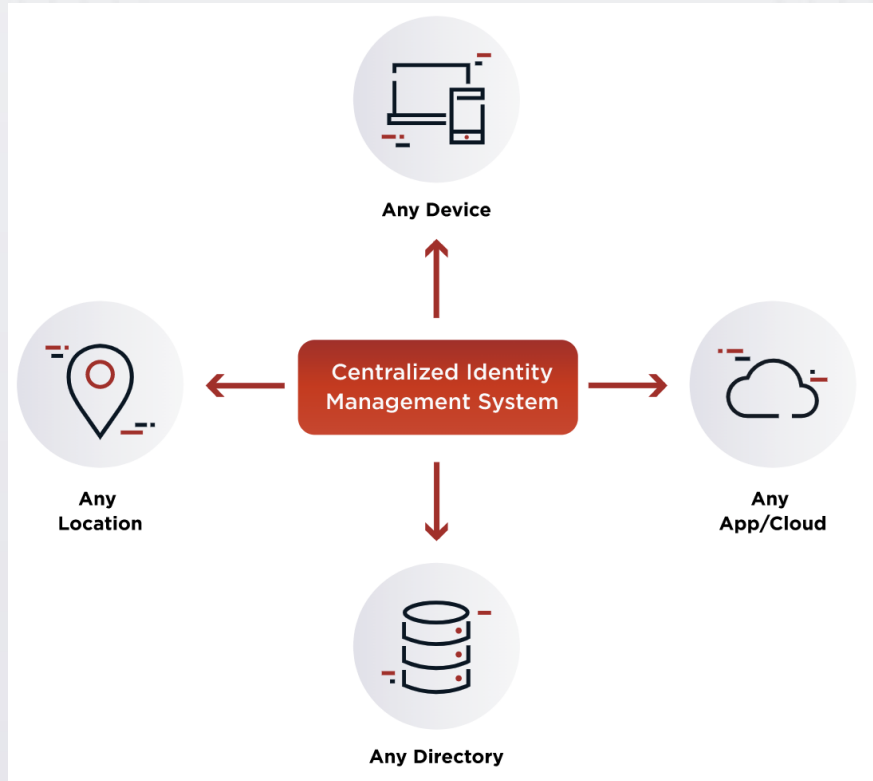 Any Device
Centralized Identity
Management System
Any
Location
Any
App/Cloud
Any Directory